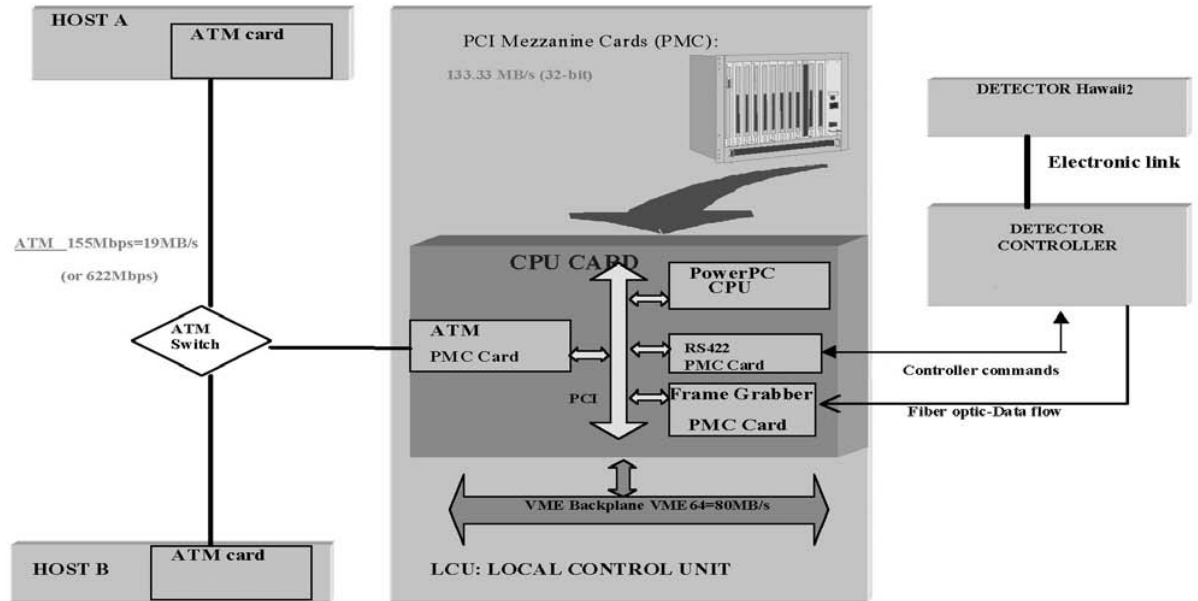 HOST A
ATM card
ATM 155Mbps=19MB/s
(or 622Mbps)
ATM
Switch
HOST B
ATM card
PCI Mezzanine Cards (PMC):
133.33 MB/s (32-bit)
CPU CARD
PowerPC
CPU
ATM
PMC Card
RS422
PMC Card
PCI
Frame Grabber
PMC Card
VME Backplane VME64=80MB/s
LCU: LOCAL CONTROL UNIT
DETECTOR Hawaii2
Electronic link
DETECTOR
CONTROLLER
Controller commands
Fiber optic-Data flow